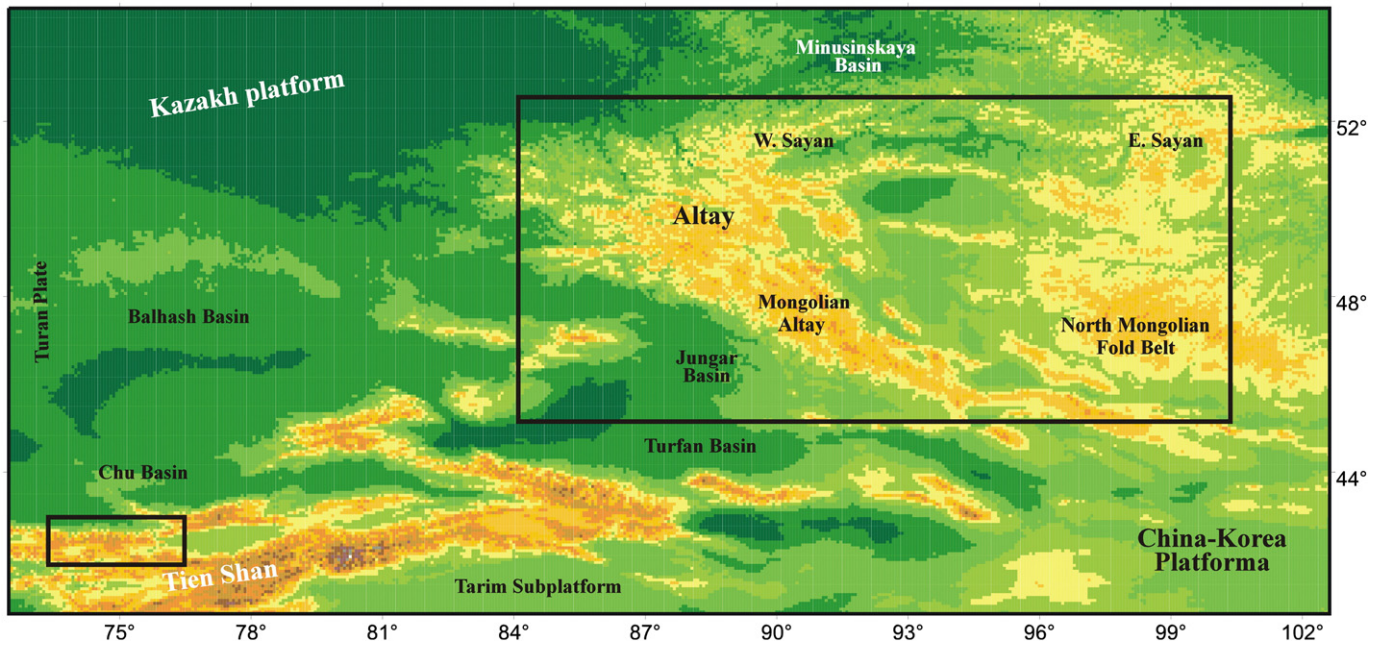 Minusinskaya
Basin
Kazakh platform
52°
W. Sayan
E. Sayan
Altay
Turan Plate
48°
Balhash Basin
Mongolian
Altay
North Mongolian
Fold Belt
Jungar
Basin
Turfan Basin
Chu Basin
44°
China-Korea
Platforma
Tien Shan
Tarim Subplatform
75°
78°
81°
84°
87°
90°
93°
96°
99°
102°